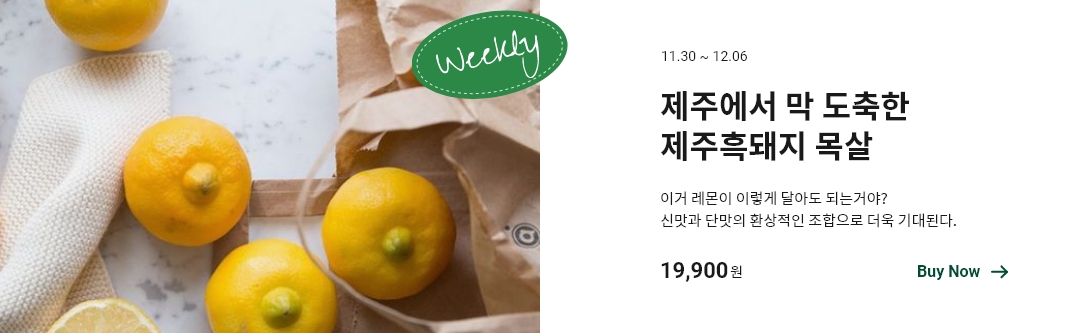 Weekly
11.30 ~ 12.06
제주에서 막 도축한
제주흑돼지 목살
이거 레몬이 이렇게 달아도 되는거야?
신맛과 단맛의 환상적인 조합으로 더욱 기대된다.
19,900원
Buy Now →